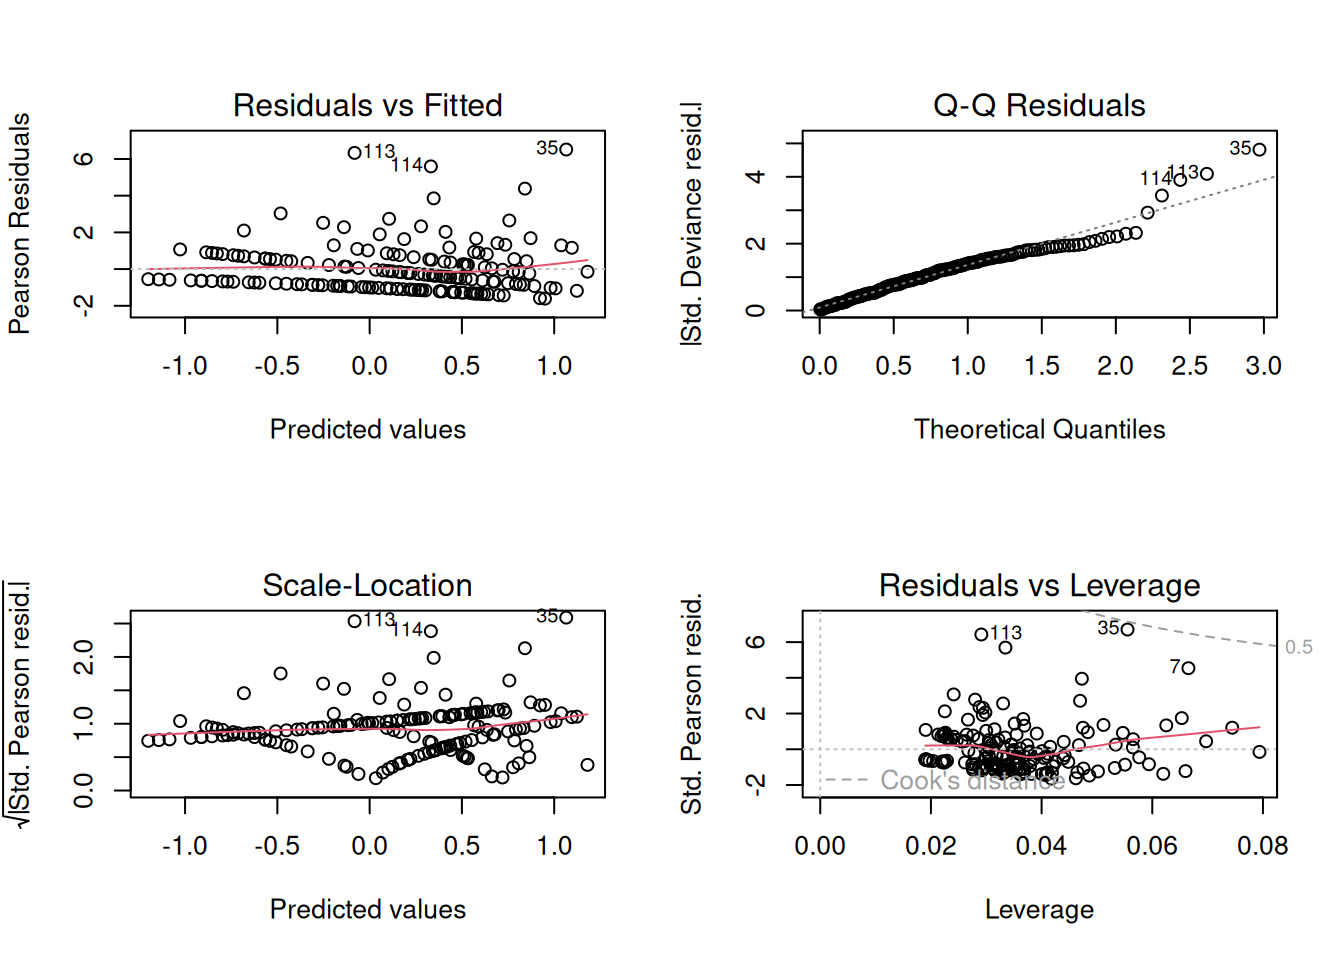 Residuals vs Fitted
Pearson Residuals
6
2
-2
113
114
35
-1.0 -0.5 0.0 0.5 1.0
Predicted values
Q-Q Residuals
|Std. Deviance resid.|
4
2
0
114
113
35
0.0 0.5 1.0 1.5 2.0 2.5 3.0
Theoretical Quantiles
Scale-Location
√|Std. Pearson resid.|
2.0
1.0
0.0
113
114
35
-1.0 -0.5 0.0 0.5 1.0
Predicted values
Residuals vs Leverage
Std. Pearson resid.
6
2
-2
113
35
7
0.5
Cook's distance
0.00 0.02 0.04 0.06 0.08
Leverage